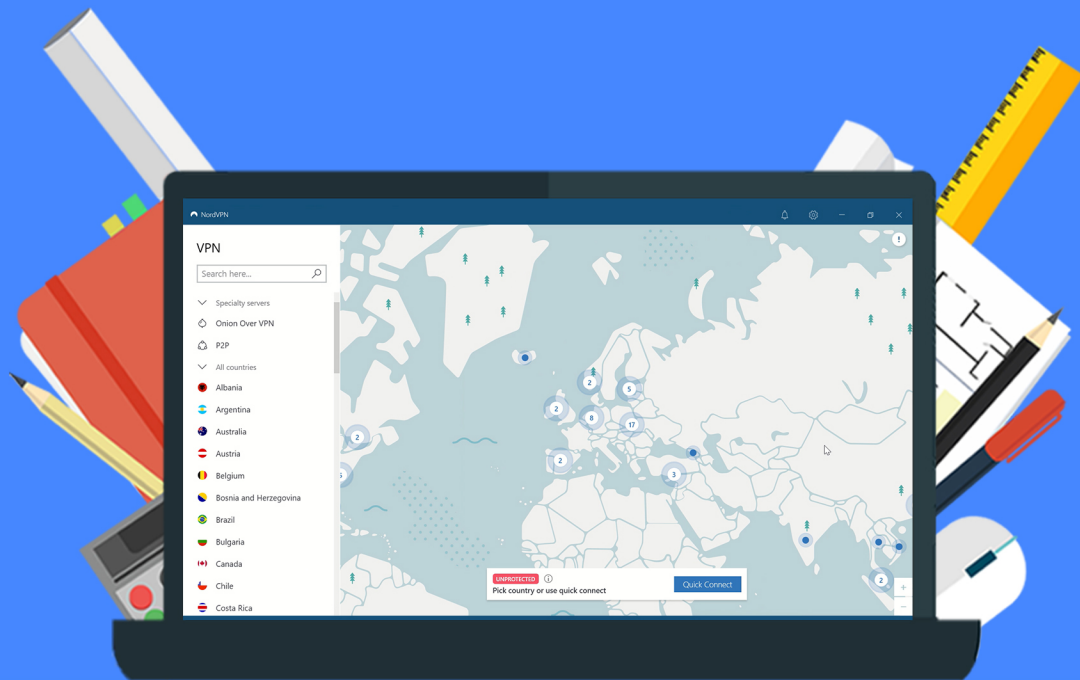 NordVPN
VPN
Search here...
Specialty servers
Onion Over VPN
P2P
All countries
Albania
Argentina
Australia
Austria
Belgium
Bosnia and Herzegovina
Brazil
Bulgaria
Canada
Chile
Costa Rica
2
5
2
8
17
2
2
3
2
UNPROTECTED
Pick country or use quick connect
Quick Connect